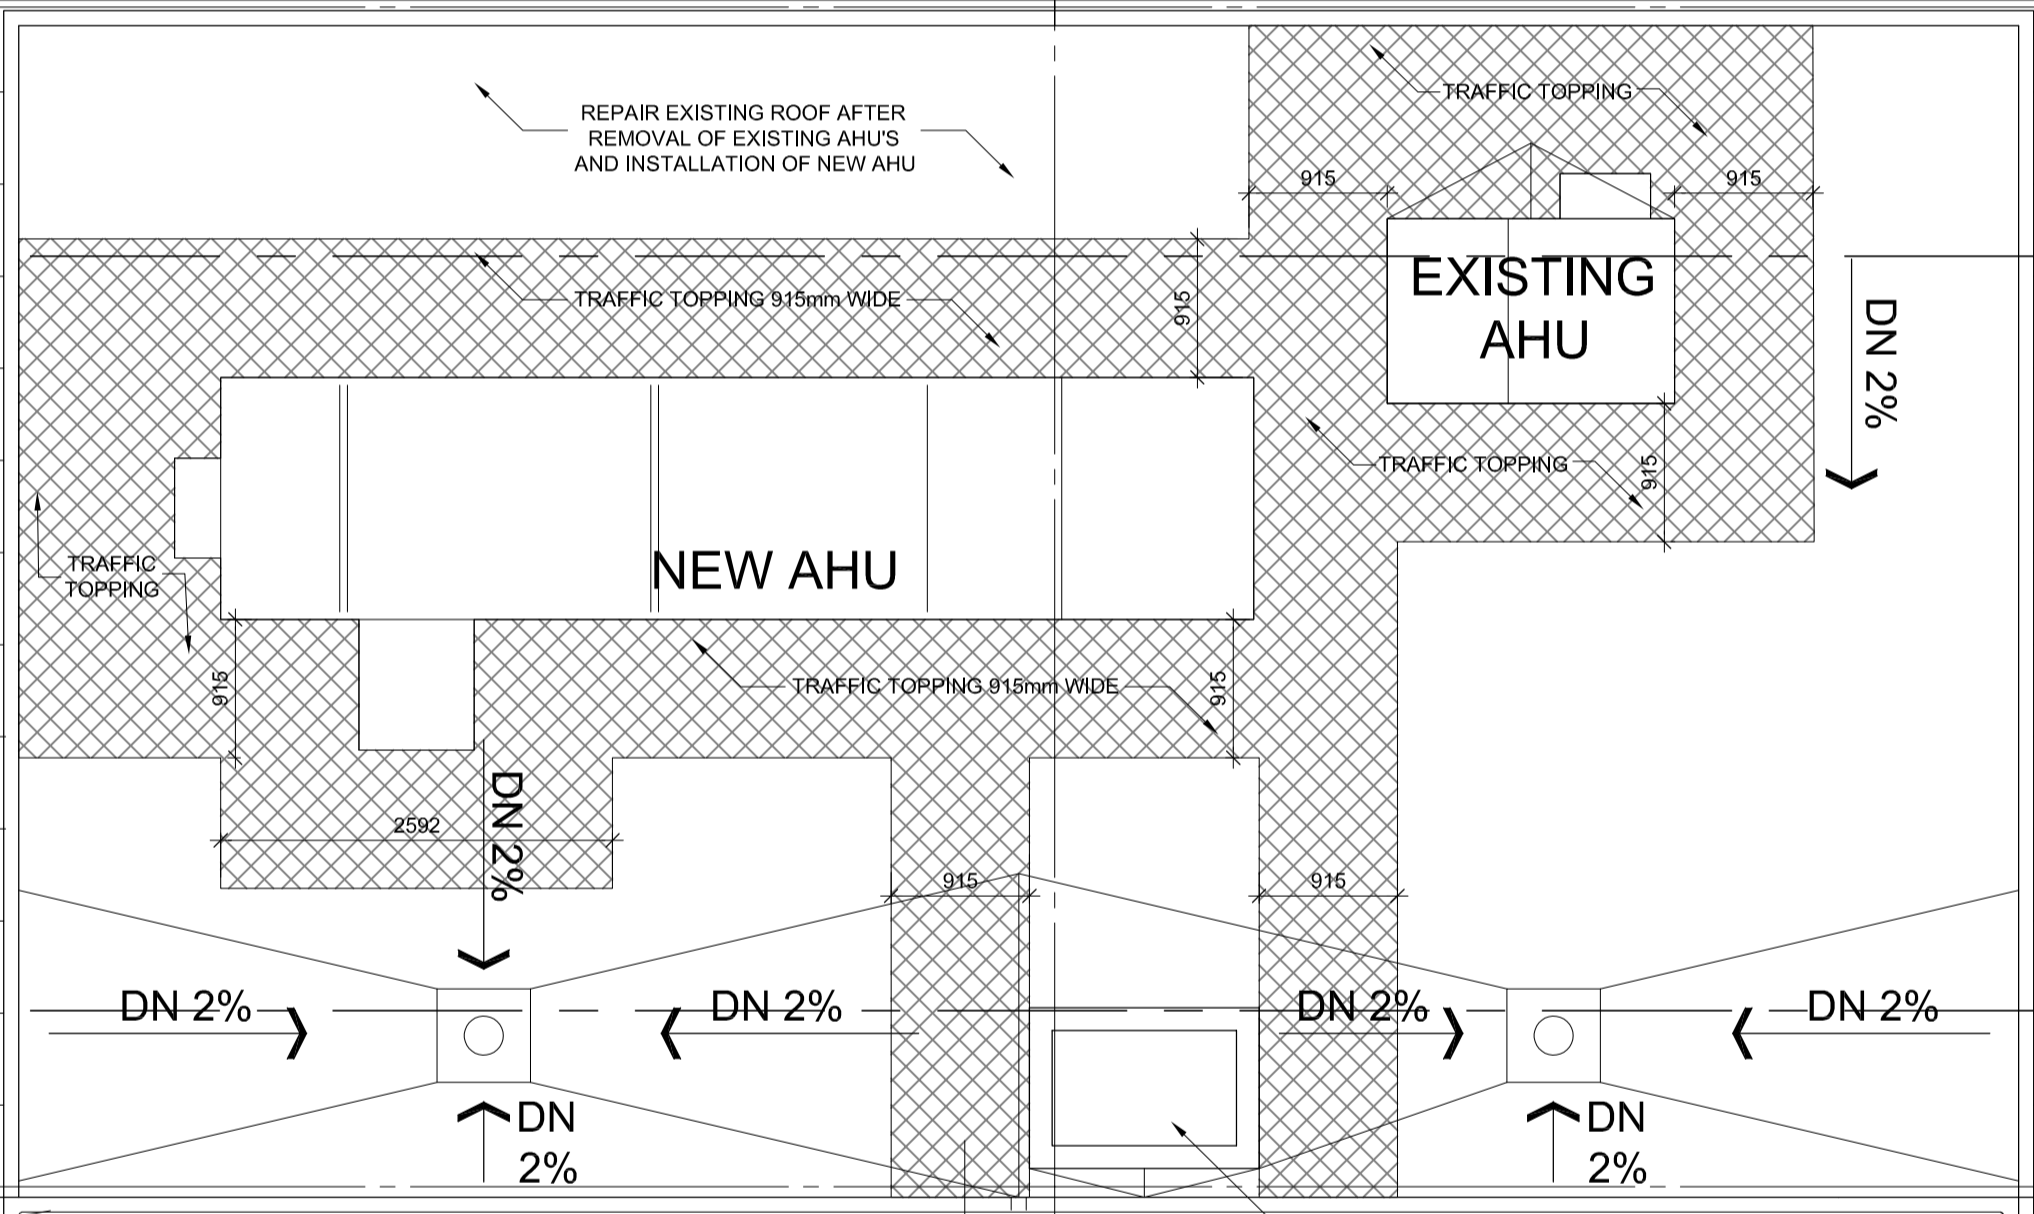 REPAIR EXISTING ROOF AFTER
REMOVAL OF EXISTING AHU'S
AND INSTALLATION OF NEW AHU
TRAFFIC TOPPING
915
915
EXISTING
AHU
DN 2%
TRAFFIC TOPPING 915mm WIDE
915
TRAFFIC TOPPING
915
NEW AHU
TRAFFIC
TOPPING
915
TRAFFIC TOPPING 915mm WIDE
915
DN 2%
2592
915
915
DN 2%
DN 2%
DN 2%
DN 2%
DN
2%
DN
2%